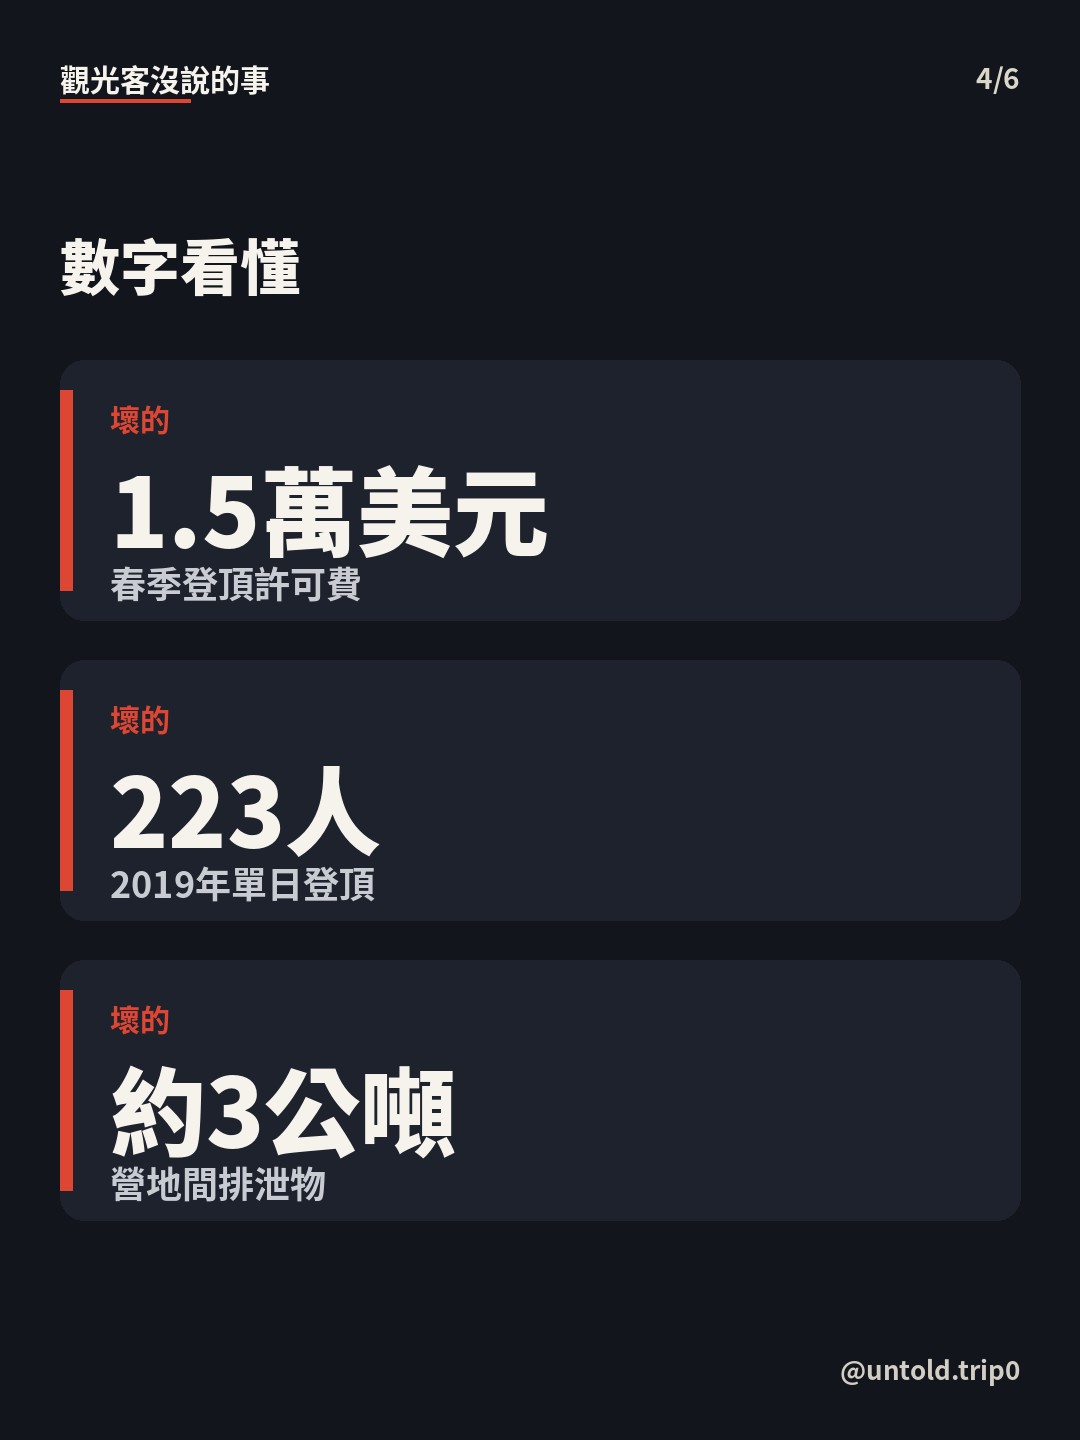 觀光客沒說的事
4/6
數字看懂
壞的
1.5萬美元
春季登頂許可費
壞的
223人
2019年單日登頂
壞的
約3公噸
營地間排泄物
@untold.trip0